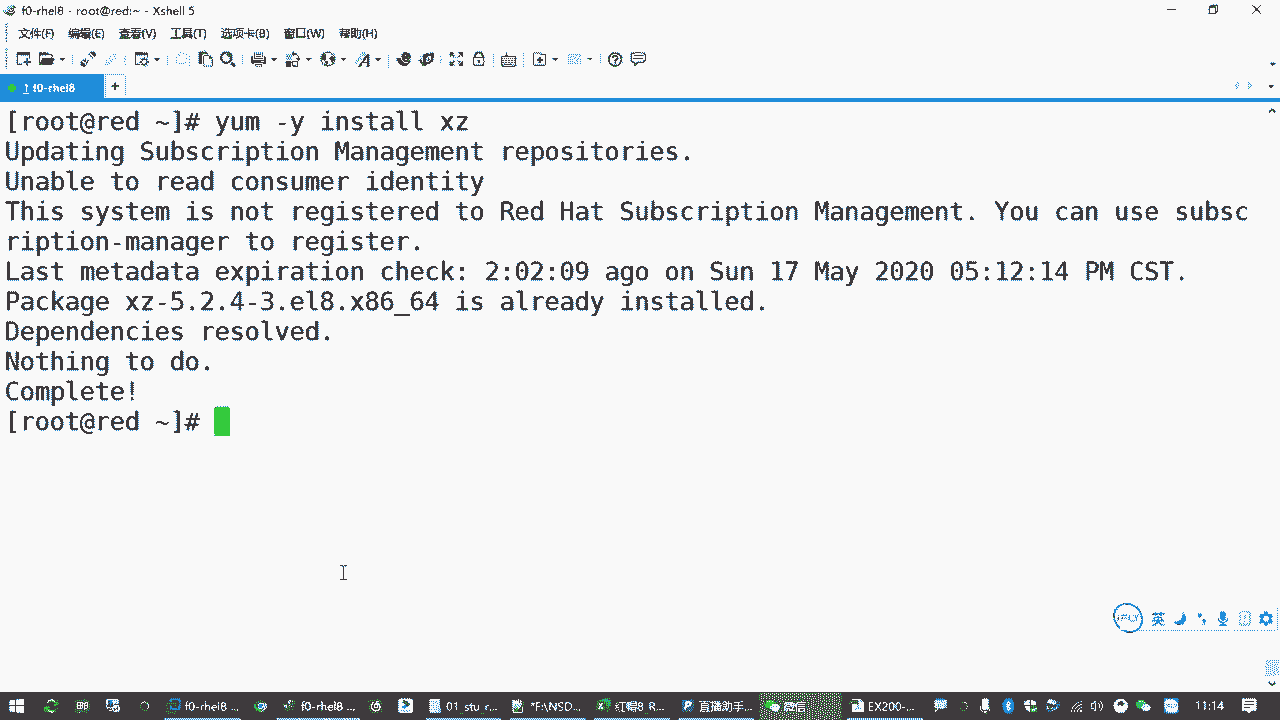 f0-rhel8 - root@red:~ - Xshell 5
文件(F) 编辑(E) 查看(V) 工具(T) 选项卡(B) 窗口(W) 帮助(H)
1 f0-rhel8
[root@red ~]# yum -y install xz
Updating Subscription Management repositories.
Unable to read consumer identity
This system is not registered to Red Hat Subscription Management. You can use subsc
ription-manager to register.
Last metadata expiration check: 2:02:09 ago on Sun 17 May 2020 05:12:14 PM CST.
Package xz-5.2.4-3.el8.x86_64 is already installed.
Dependencies resolved.
Nothing to do.
Complete!
[root@red ~]#
英
f0-rhel8 ... f0-rhel8 ... 01_stu_r... *F:\NSD... 红帽8 R... 直播助手... 微信 EX200-... 11:14